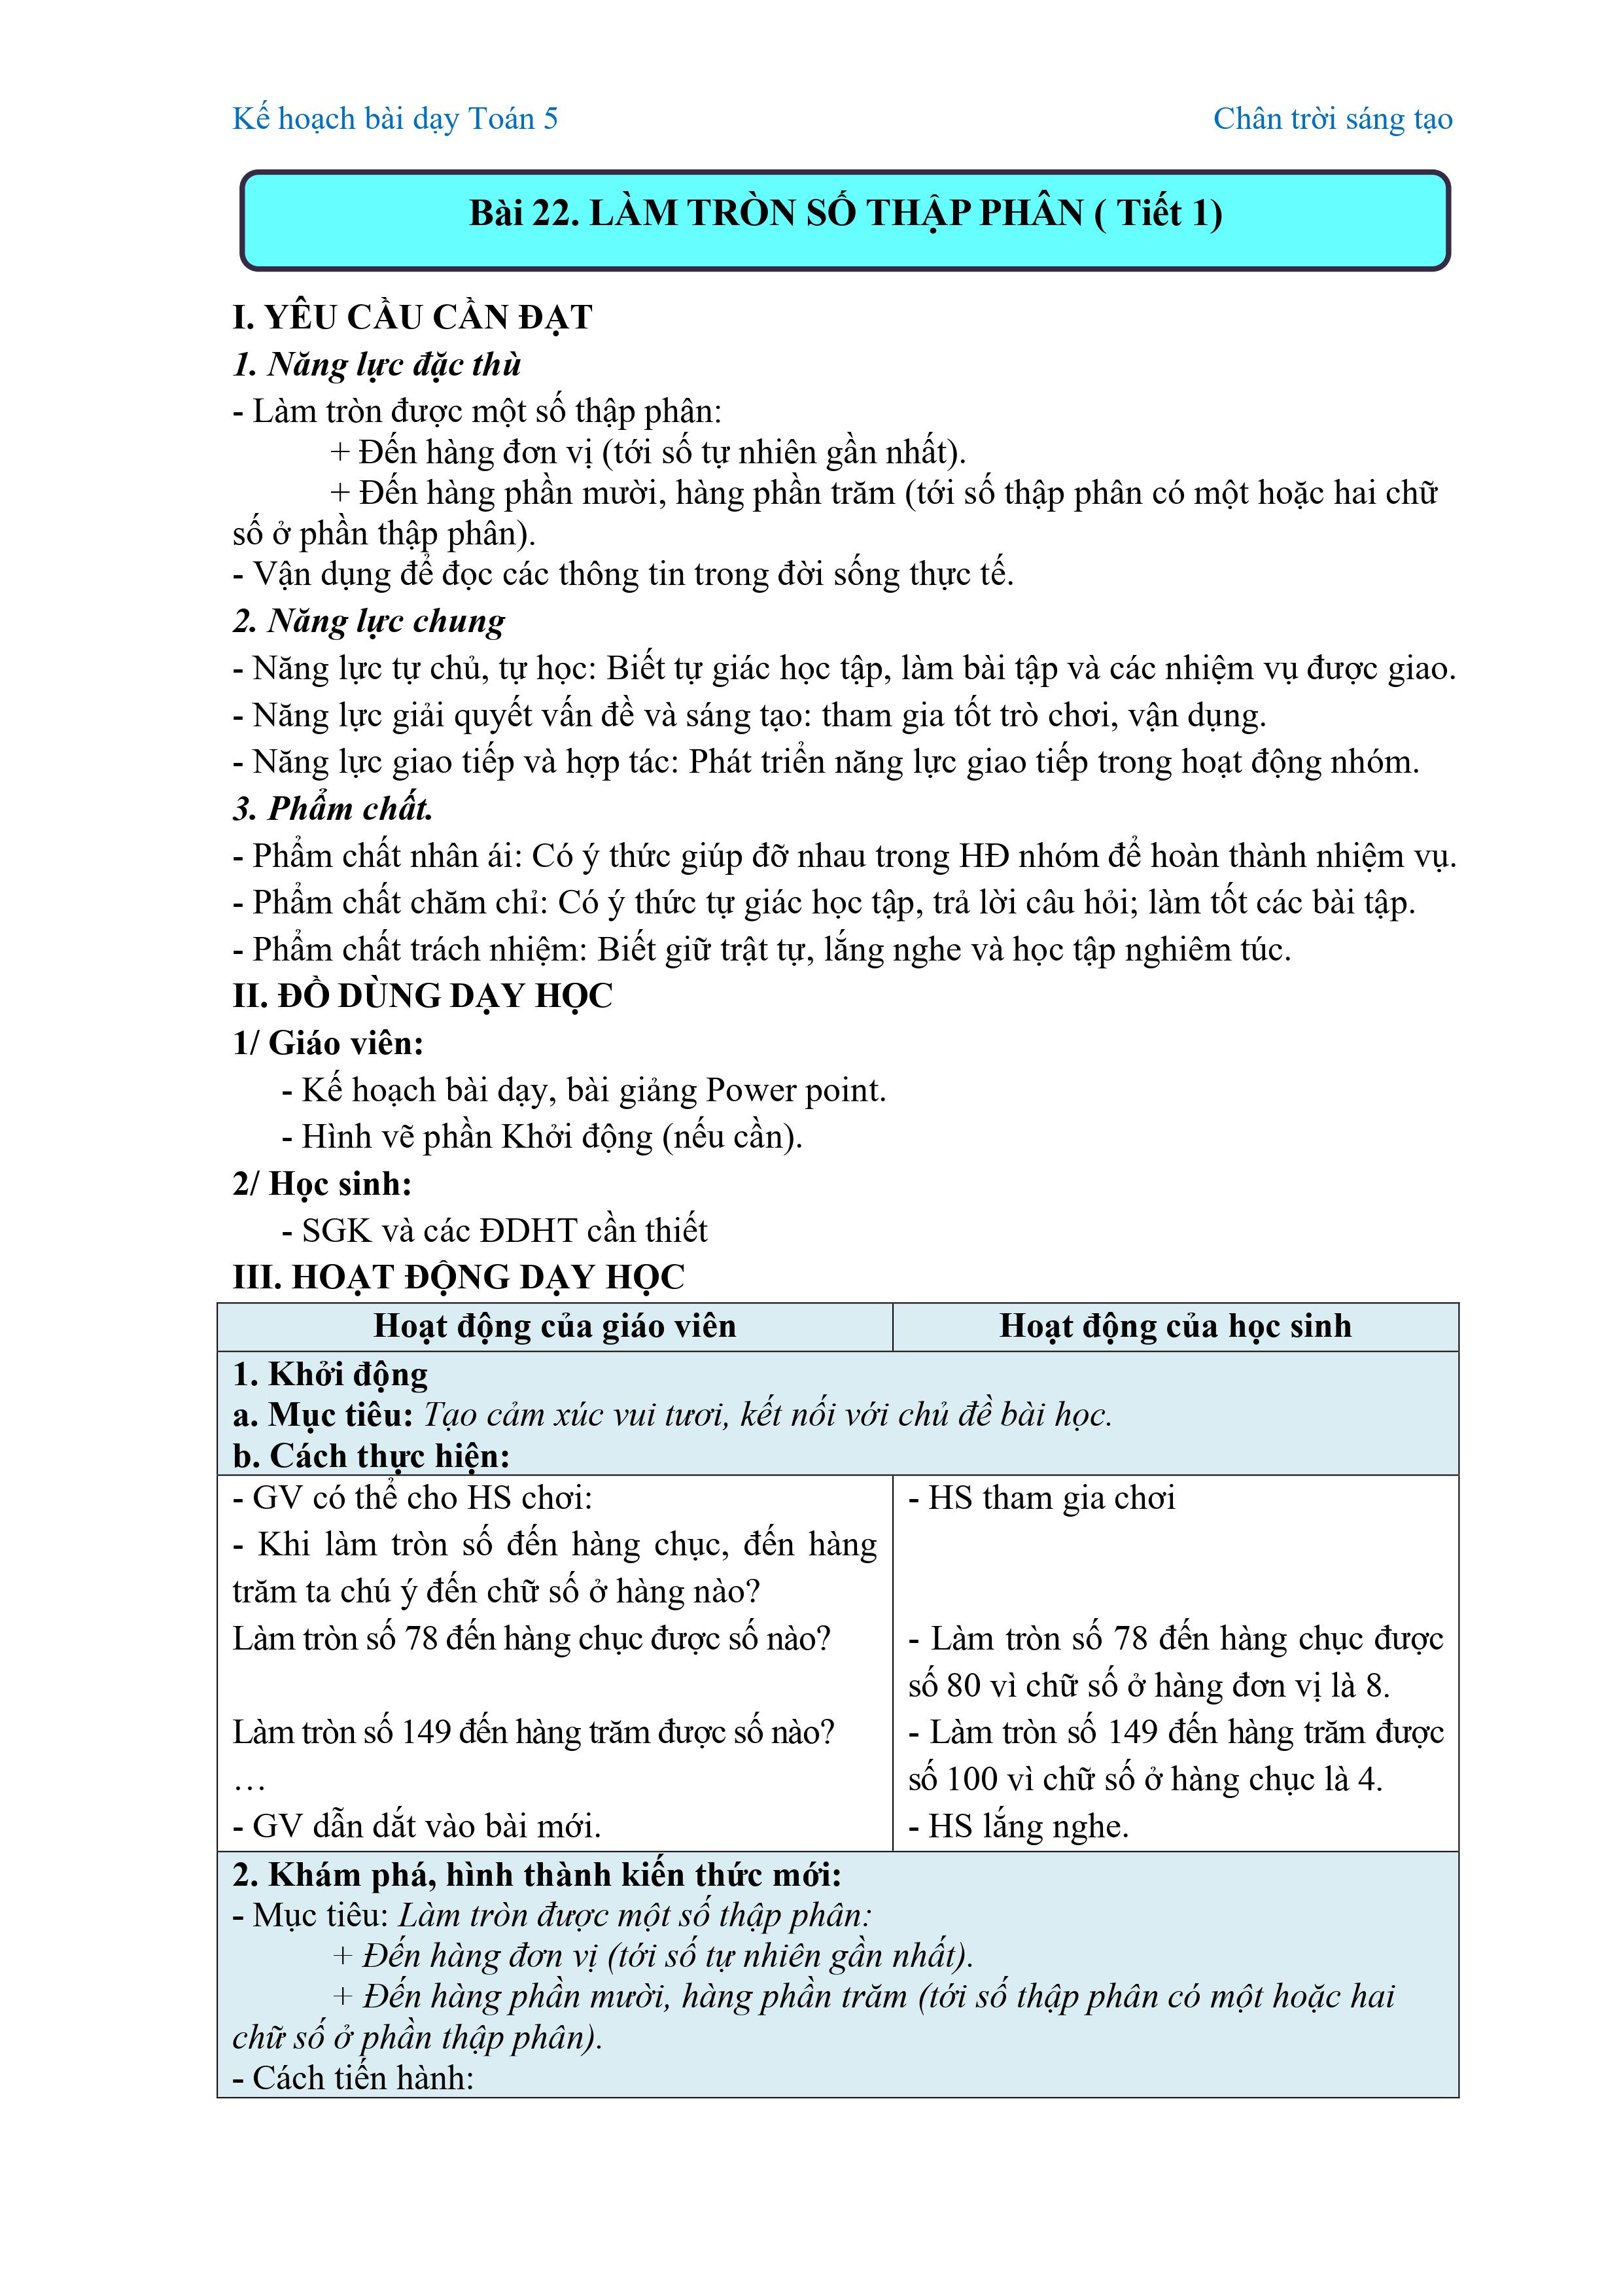 Kế hoạch bài dạy Toán 5
Chân trời sáng tạo
Bài 22. LÀM TRÒN SỐ THẬP PHÂN ( Tiết 1)
I. YÊU CẦU CẦN ĐẠT
1. Năng lực đặc thù
- Làm tròn được một số thập phân:
+ Đến hàng đơn vị (tới số tự nhiên gần nhất).
+ Đến hàng phần mười, hàng phần trăm (tới số thập phân có một hoặc hai chữ
số ở phần thập phân).
- Vận dụng để đọc các thông tin trong đời sống thực tế.
2. Năng lực chung
- Năng lực tự chủ, tự học: Biết tự giác học tập, làm bài tập và các nhiệm vụ được giao.
- Năng lực giải quyết vấn đề và sáng tạo: tham gia tốt trò chơi, vận dụng.
- Năng lực giao tiếp và hợp tác: Phát triển năng lực giao tiếp trong hoạt động nhóm.
3. Phẩm chất.
- Phẩm chất nhân ái: Có ý thức giúp đỡ nhau trong HĐ nhóm để hoàn thành nhiệm vụ.
- Phẩm chất chăm chỉ: Có ý thức tự giác học tập, trả lời câu hỏi; làm tốt các bài tập.
- Phẩm chất trách nhiệm: Biết giữ trật tự, lắng nghe và học tập nghiêm túc.
II. ĐỒ DÙNG DẠY HỌC
1/ Giáo viên:
- Kế hoạch bài dạy, bài giảng Power point.
- Hình vẽ phần Khởi động (nếu cần).
2/ Học sinh:
- SGK và các ĐDHT cần thiết
III. HOẠT ĐỘNG DẠY HỌC
Hoạt động của giáo viên
Hoạt động của học sinh
1. Khởi động
a. Mục tiêu: Tạo cảm xúc vui tươi, kết nối với chủ đề bài học.
b. Cách thực hiện:
- GV có thể cho HS chơi:
- Khi làm tròn số đến hàng chục, đến hàng
trăm ta chú ý đến chữ số ở hàng nào?
Làm tròn số 78 đến hàng chục được số nào?
Làm tròn số 149 đến hàng trăm được số nào?
…
- GV dẫn dắt vào bài mới.
- HS tham gia chơi
- Làm tròn số 78 đến hàng chục được
số 80 vì chữ số ở hàng đơn vị là 8.
- Làm tròn số 149 đến hàng trăm được
số 100 vì chữ số ở hàng chục là 4.
- HS lắng nghe.
2. Khám phá, hình thành kiến thức mới:
- Mục tiêu: Làm tròn được một số thập phân:
+ Đến hàng đơn vị (tới số tự nhiên gần nhất).
+ Đến hàng phần mười, hàng phần trăm (tới số thập phân có một hoặc hai
chữ số ở phần thập phân).
- Cách tiến hành: